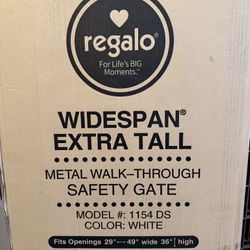 regalo®
For Life's BIG
Moments.™
WIDESPAN®
EXTRA TALL
METAL WALK–THROUGH
SAFETY GATE
MODEL #: 1154 DS
COLOR: WHITE
Fits Openings 29"—49" wide 36" high